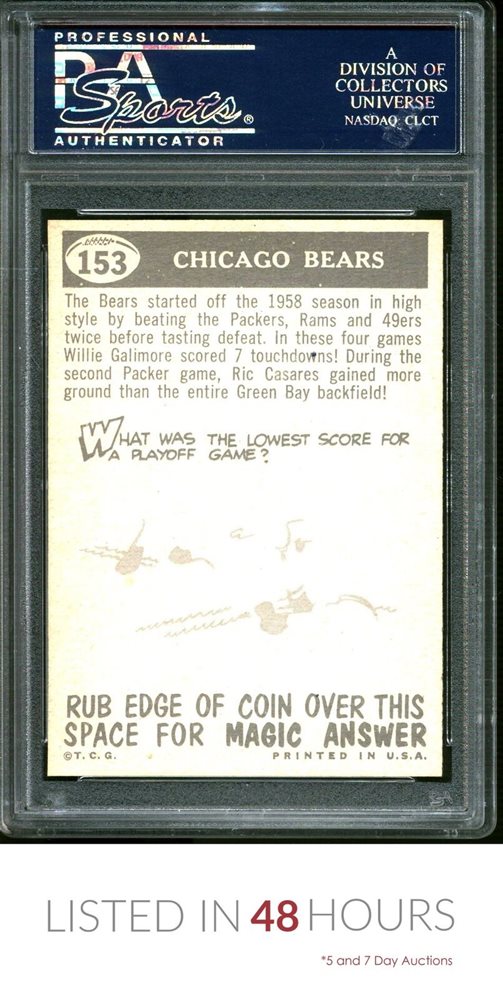 PROFESSIONAL
PSA
Sports®
AUTHENTICATOR
A
DIVISION OF
COLLECTORS
UNIVERSE
NASDAQ: CLCT
153
CHICAGO BEARS
The Bears started off the 1958 season in high
style by beating the Packers, Rams and 49ers
twice before tasting defeat. In these four games
Willie Galimore scored 7 touchdowns! During the
second Packer game, Ric Casares gained more
ground than the entire Green Bay backfield!
WHAT WAS THE LOWEST SCORE FOR
A PLAYOFF GAME?
RUB EDGE OF COIN OVER THIS
SPACE FOR MAGIC ANSWER
©T. C. G.
PRINTED IN U.S.A.
LISTED IN 48 HOURS
*5 and 7 Day Auctions